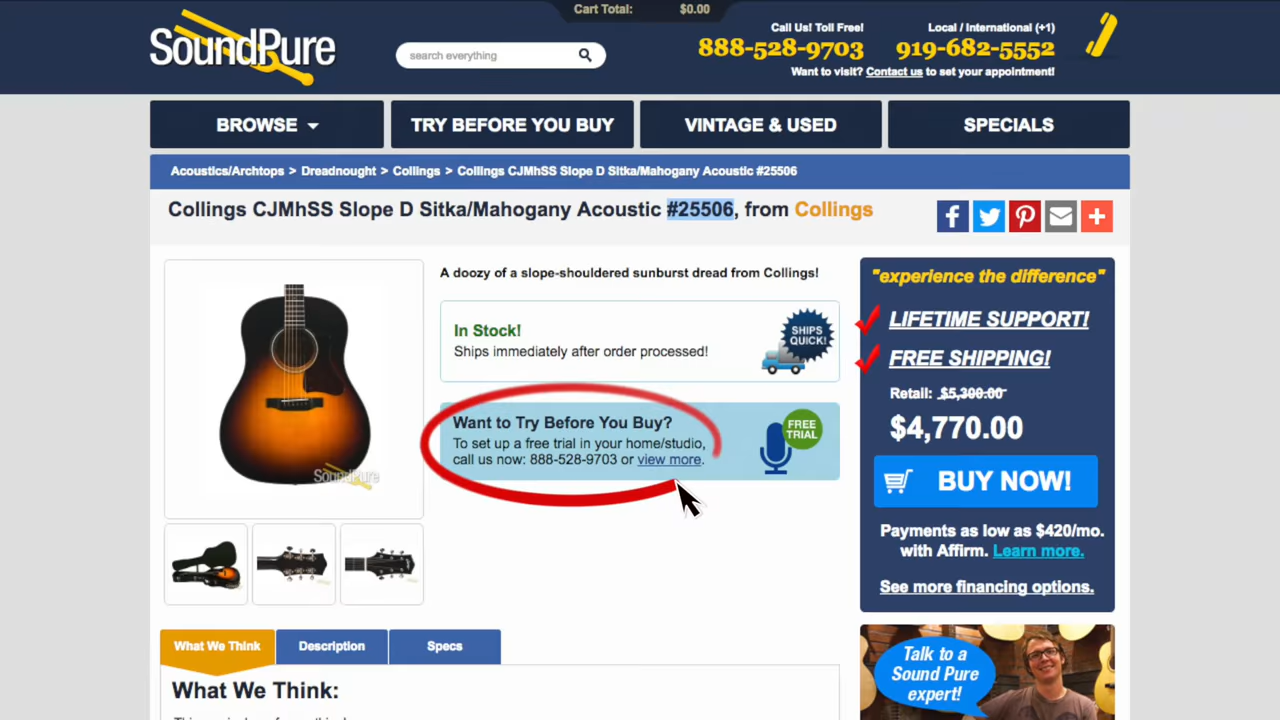 Cart Total: $0.00
SoundPure
search everything
Call Us! Toll Free!
888-528-9703
Local / International (+1)
919-682-5552
Want to visit? Contact us to set your appointment!
BROWSE
TRY BEFORE YOU BUY
VINTAGE & USED
SPECIALS
Acoustics/Archtops > Dreadnought > Collings > Collings CJMhSS Slope D Sitka/Mahogany Acoustic #25506
Collings CJMhSS Slope D Sitka/Mahogany Acoustic #25506, from Collings
A doozy of a slope-shouldered sunburst dread from Collings!
In Stock!
Ships immediately after order processed!
SHIPS
QUICK!
Want to Try Before You Buy?
To set up a free trial in your home/studio,
call us now: 888-528-9703 or view more.
FREE
TRIAL
SoundPure
"experience the difference"
LIFETIME SUPPORT!
FREE SHIPPING!
Retail: $5,300.00
$4,770.00
BUY NOW!
Payments as low as $420/mo.
with Affirm. Learn more.
See more financing options.
What We Think
Description
Specs
What We Think:
Talk to a
Sound Pure
expert!